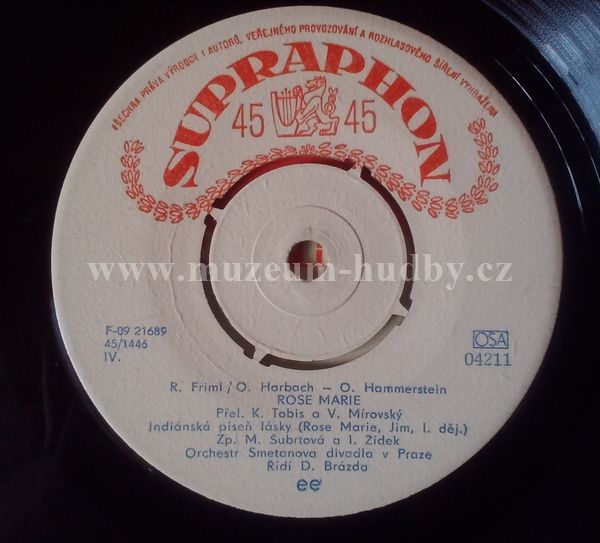 VŠECHNA PRÁVA VÝROBCE I AUTORŮ, VEŘEJNÉHO PROVOZOVÁNÍ A ROZHLASOVÉHO ŠÍŘENÍ VYHRAZENA
SUPRAPHON
45 45
www.muzeum-hudby.cz
F-09 21689
45/1446
IV.
OSA
04211
R. Friml / O. Harbach – O. Hammerstein
ROSE MARIE
Přel. K. Tobis a V. Mírovský
Indiánská píseň lásky (Rose Marie, Jim, I. děj.)
Zp. M. Šubrtová a I. Žídek
Orchestr Smetanova divadla v Praze
Řídí D. Brázda
ee